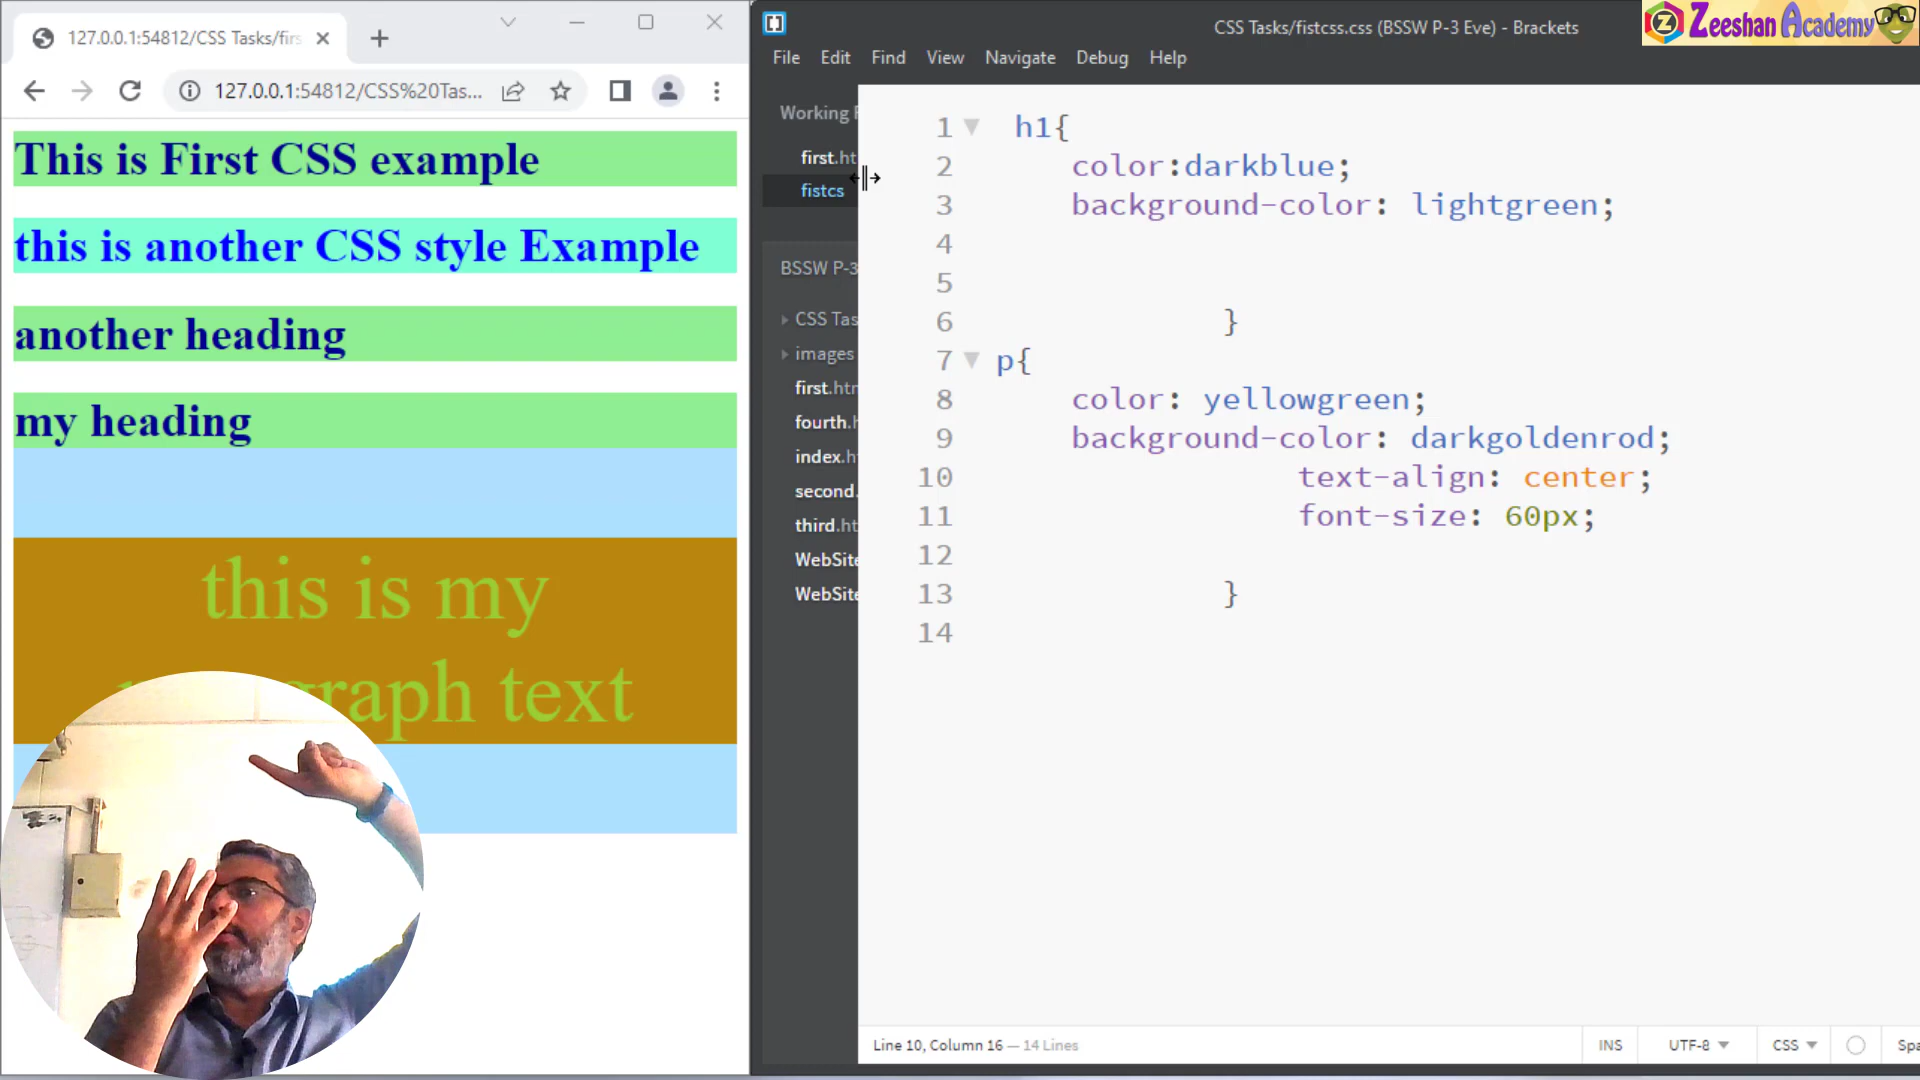 127.0.0.1:54812/CSS Tasks/firs
127.0.0.1:54812/CSS%20Tas...
This is First CSS example
this is another CSS style Example
another heading
my heading
this is my
graph text
CSS Tasks/fistcss.css (BSSW P-3 Eve) - Brackets
Zeeshan Academy
File Edit Find View Navigate Debug Help
Working F
first.ht
fistcs
BSSW P-3
CSS Tas
images
first.htm
fourth.h
index.h
second.
third.ht
WebSite
WebSite
1 h1{
2 color:darkblue;
3 background-color: lightgreen;
4
5
6 }
7 p{
8 color: yellowgreen;
9 background-color: darkgoldenrod;
10 text-align: center;
11 font-size: 60px;
12
13 }
14
Line 10, Column 16 — 14 Lines
INS UTF-8 CSS Spa